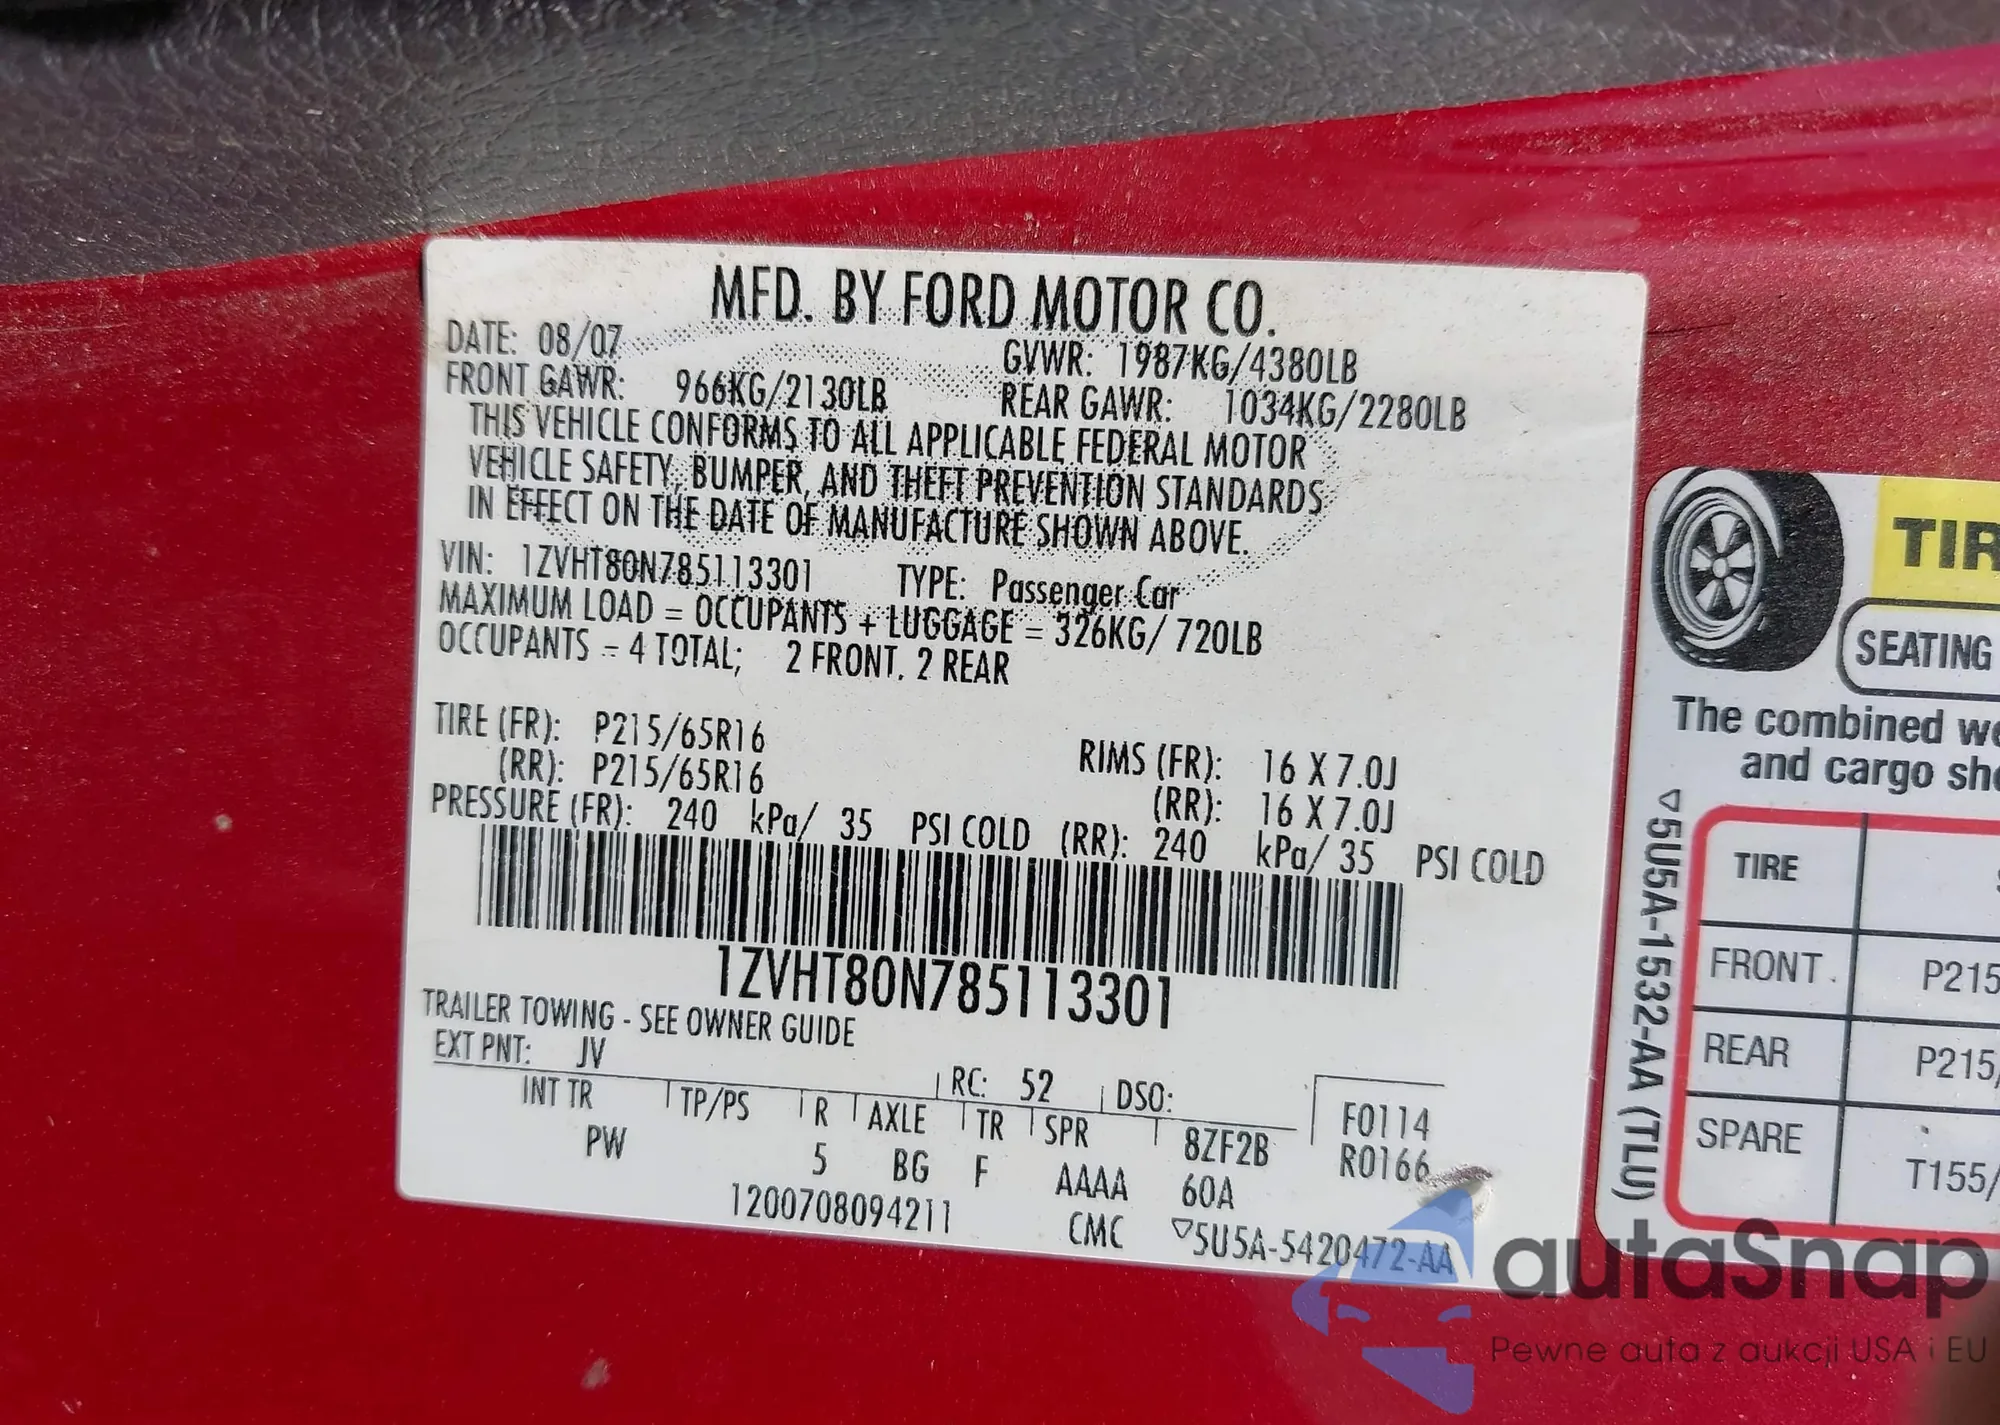 MFD. BY FORD MOTOR CO.
DATE: 08/07
GVWR: 1987KG/4380LB
FRONT GAWR: 966KG/2130LB
REAR GAWR: 1034KG/2280LB
THIS VEHICLE CONFORMS TO ALL APPLICABLE FEDERAL MOTOR
VEHICLE SAFETY, BUMPER, AND THEFT PREVENTION STANDARDS
IN EFFECT ON THE DATE OF MANUFACTURE SHOWN ABOVE.
VIN: 1ZVHT80N785113301 TYPE: Passenger Car
MAXIMUM LOAD = OCCUPANTS + LUGGAGE = 326KG/ 720LB
OCCUPANTS = 4 TOTAL; 2 FRONT, 2 REAR
TIRE (FR): P215/65R16 RIMS (FR): 16 X 7.0J
(RR): P215/65R16 (RR): 16 X 7.0J
PRESSURE (FR): 240 kPa/ 35 PSI COLD (RR): 240 kPa/ 35 PSI COLD
1ZVHT80N785113301
TRAILER TOWING - SEE OWNER GUIDE
EXT PNT: JV RC: 52 DSO:
INT TR TP/PS R AXLE TR SPR 8ZF2B F0114
PW 5 BG F AAAA 60A R0166
1200708094211 CMC ▽5U5A-5420472-AA
TIR
SEATING
The combined we
and cargo sho
▽5U5A-1532-AA (TLU)
TIRE S
FRONT P215
REAR P215/
SPARE T155/
autaSnap
Pewne auta z aukcji USA i EU